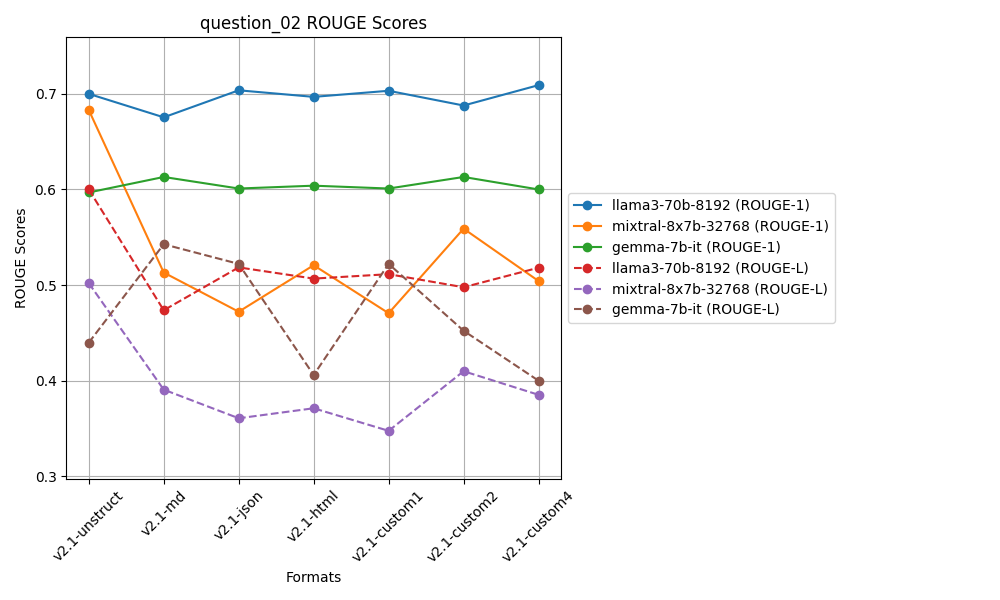 question_02 ROUGE Scores
ROUGE Scores
0.7
0.6
0.5
0.4
0.3
v2.1-unstruct
v2.1-md
v2.1-json
v2.1-html
v2.1-custom1
v2.1-custom2
v2.1-custom4
Formats
llama3-70b-8192 (ROUGE-1)
mixtral-8x7b-32768 (ROUGE-1)
gemma-7b-it (ROUGE-1)
llama3-70b-8192 (ROUGE-L)
mixtral-8x7b-32768 (ROUGE-L)
gemma-7b-it (ROUGE-L)